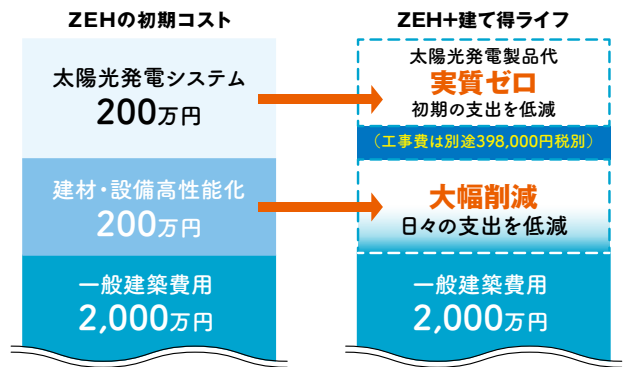 ZEHの初期コスト
太陽光発電システム
200万円
建材・設備高性能化
200万円
一般建築費用
2,000万円
ZEH+建て得ライフ
太陽光発電製品代
実質ゼロ
初期の支出を低減
（工事費は別途398,000円税別）
大幅削減
日々の支出を低減
一般建築費用
2,000万円